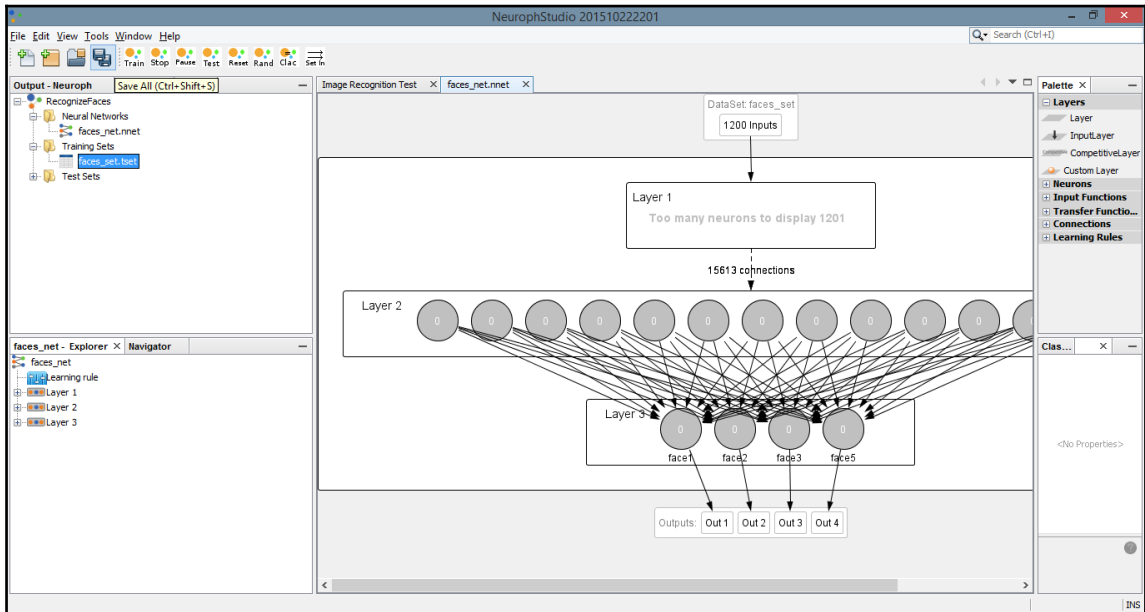 NeurophStudio 201510222201
File Edit View Tools Window Help
Search (Ctrl+I)
Train Stop Pause Test Reset Rand Clac Set In
Output - Neuroph
Save All (Ctrl+Shift+S)
RecognizeFaces
Neural Networks
faces_net.nnet
Training Sets
faces_set.tset
Test Sets
faces_net - Explorer
Navigator
faces_net
Learning rule
Layer 1
Layer 2
Layer 3
Image Recognition Test
faces_net.nnet
DataSet: faces_set
1200 Inputs
Layer 1
Too many neurons to display 1201
15613 connections
Layer 2
0 0 0 0 0 0 0 0 0 0 0 0
Layer 3
0 0 0 0
face1 face2 face3 face5
Outputs: Out 1 Out 2 Out 3 Out 4
Palette
Layers
Layer
InputLayer
CompetitiveLayer
Custom Layer
Neurons
Input Functions
Transfer Functio...
Connections
Learning Rules
Clas...
<No Properties>
INS